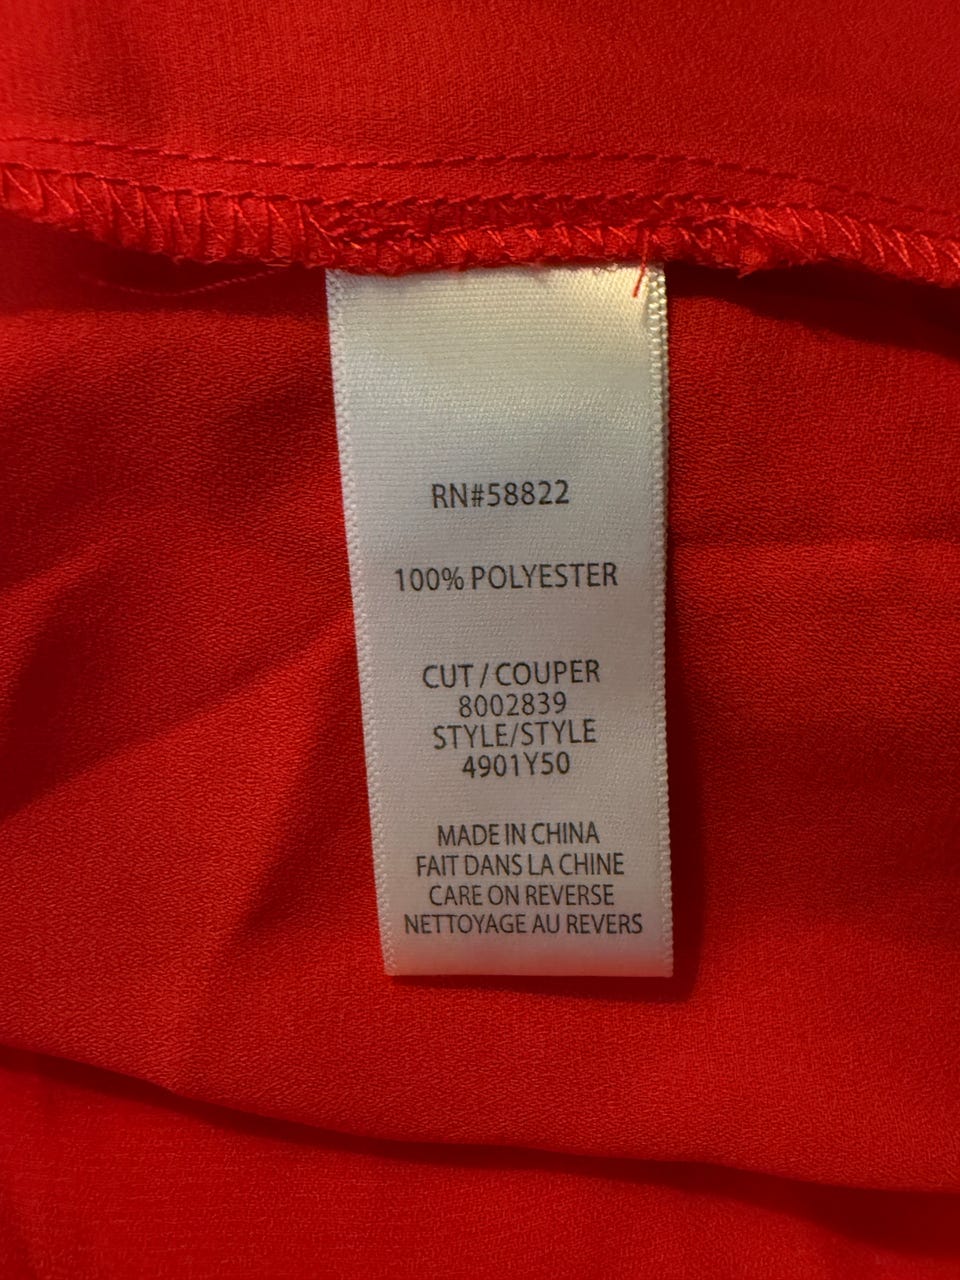 RN#58822
100% POLYESTER
CUT / COUPER
8002839
STYLE/STYLE
4901Y50
MADE IN CHINA
FAIT DANS LA CHINE
CARE ON REVERSE
NETTOYAGE AU REVERS